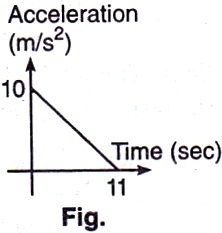 Acceleration
(m/s²)
10
Time (sec)
11
Fig.